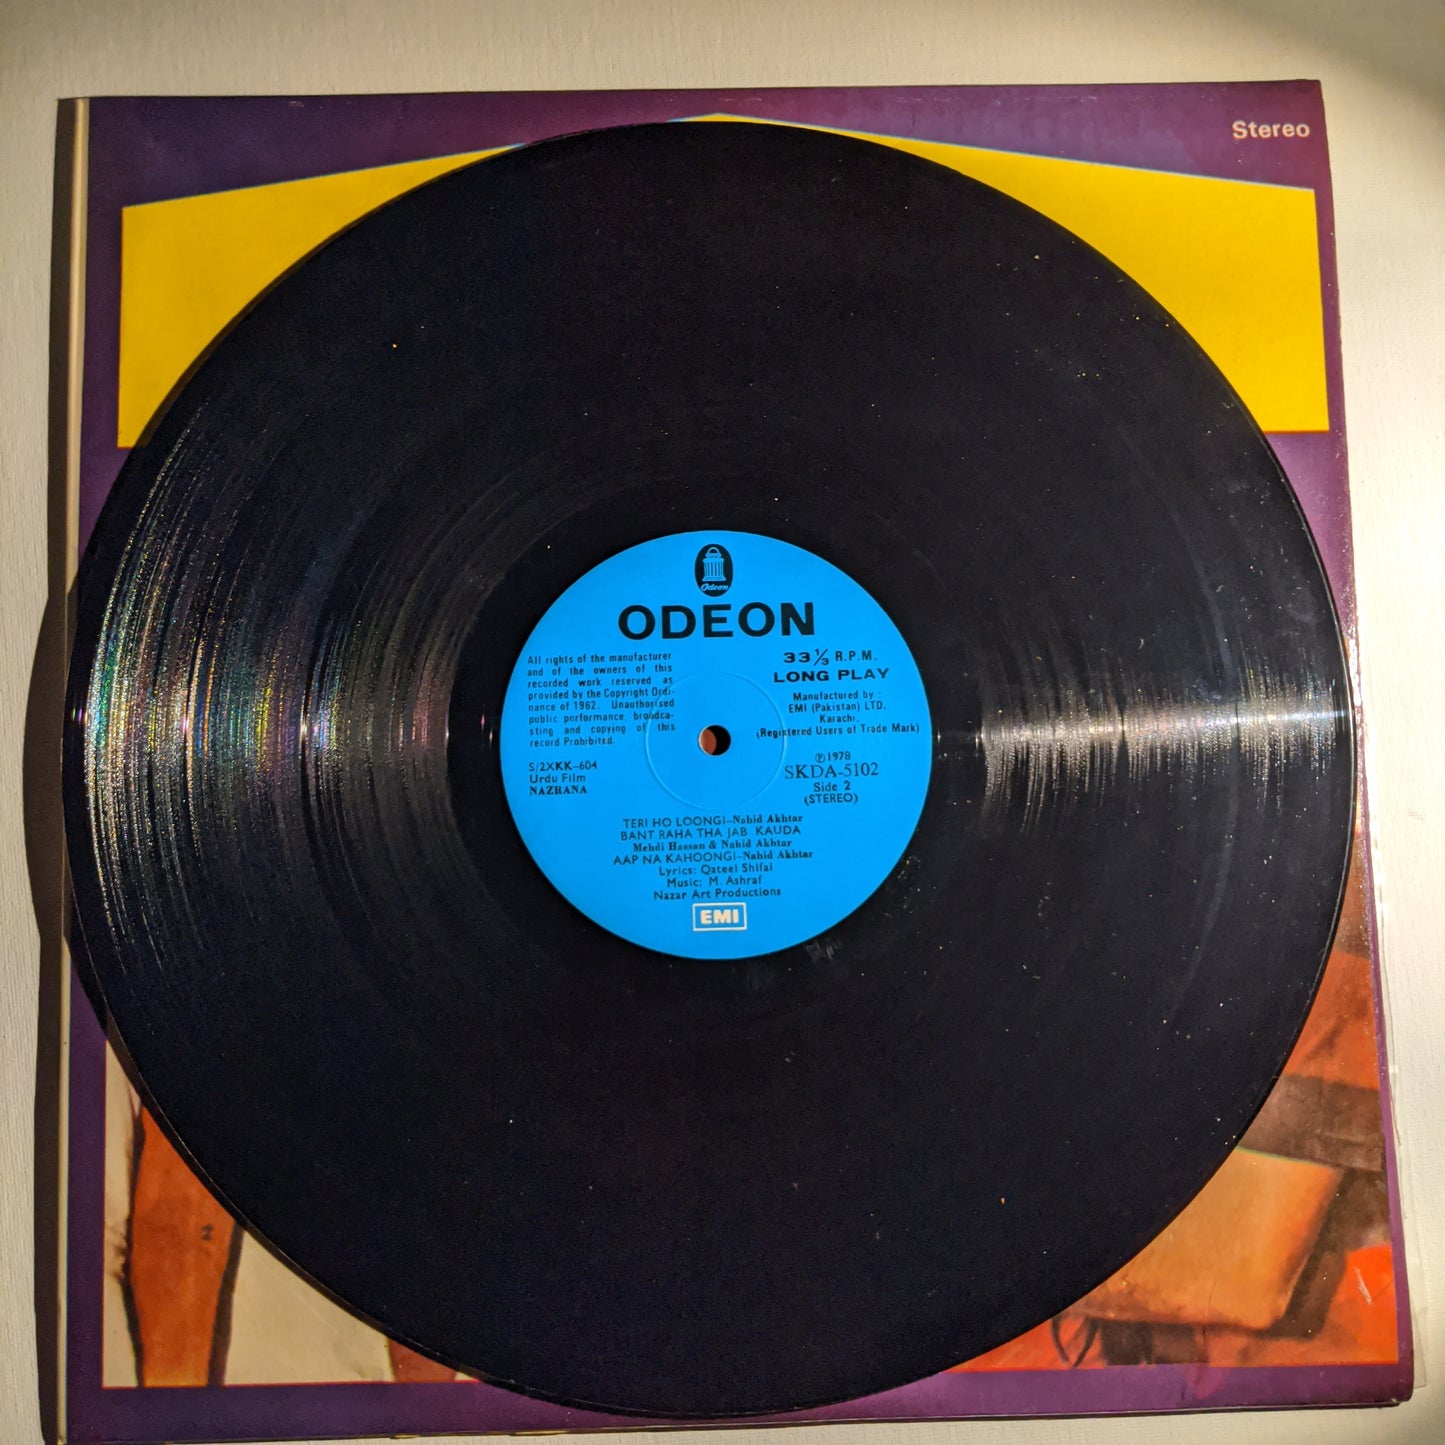 Stereo
Odeon
ODEON
All rights of the manufacturer
and of the owners of this
recorded work reserved as
provided by the Copyright Ordi-
nance of 1962. Unauthorised
public performance, broadca-
sting and copying of this
record Prohibited.
S/2XKK-604
Urdu Film
NAZRANA
33⅓ R.P.M.
LONG PLAY
Manufactured by :
EMI (Pakistan) LTD.
Karachi.
(Registered Users of Trade Mark)
℗1978
SKDA-5102
Side 2
(STEREO)
TERI HO LOONGI-Nahid Akhtar
BANT RAHA THA JAB KAUDA
Mehdi Hassan & Nahid Akhtar
AAP NA KAHOONGI-Nahid Akhtar
Lyrics: Qateel Shifai
Music: M. Ashraf
Nazar Art Productions
EMI